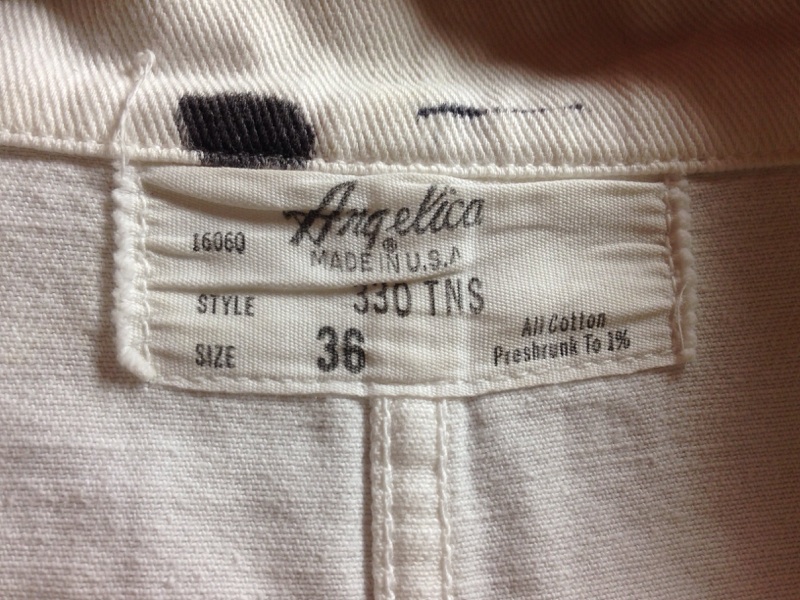 Angelica
®
16060
MADE IN U.S.A
STYLE 330 TNS
SIZE 36
All Cotton
Preshrunk To 1%